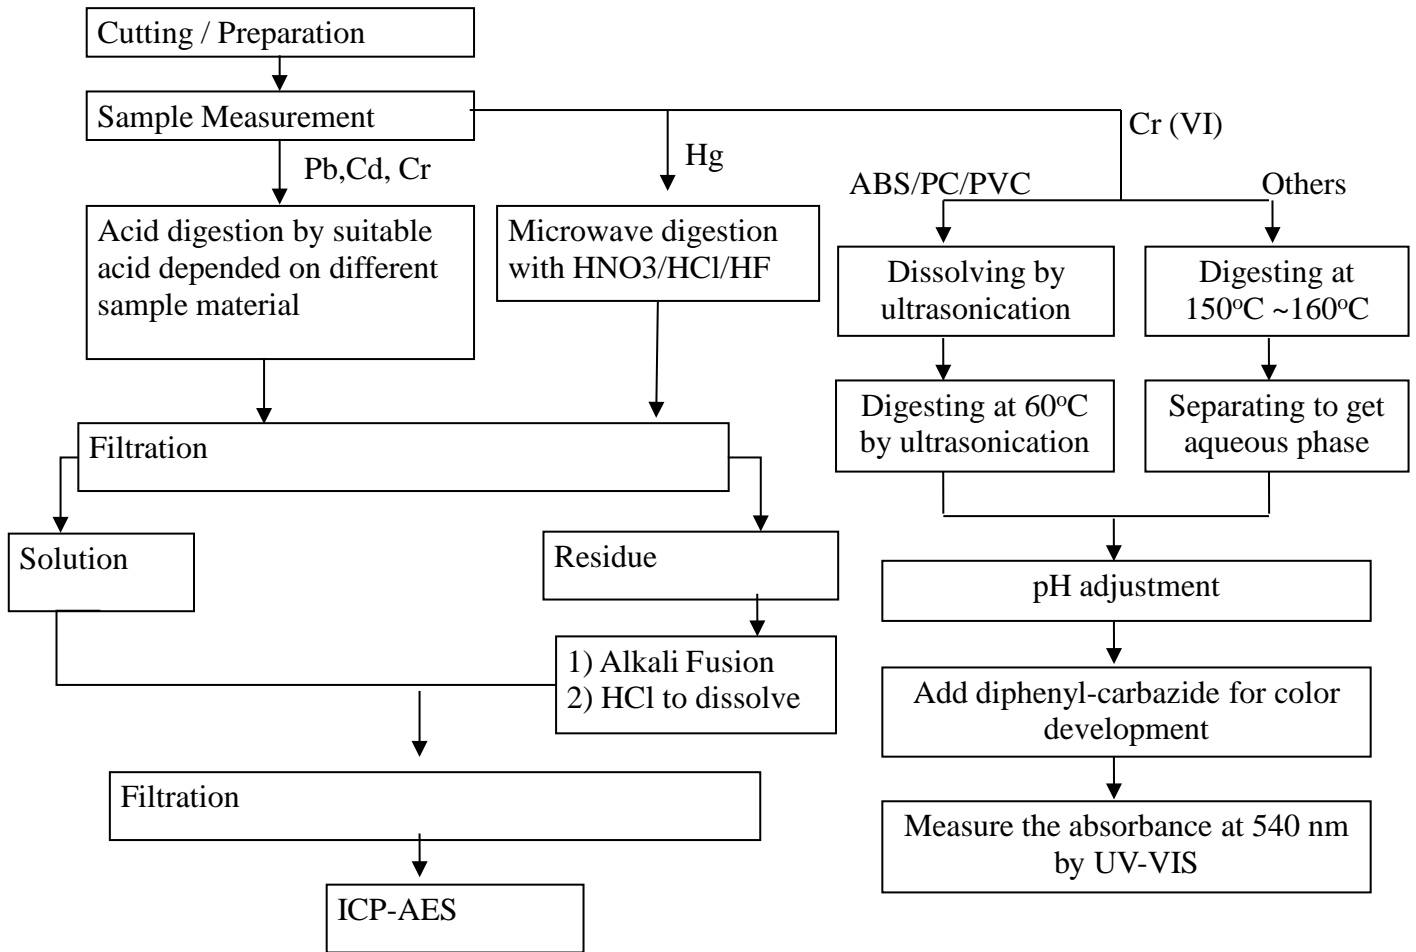 Cutting / Preparation
Sample Measurement
Pb,Cd, Cr
Hg
Cr (VI)
ABS/PC/PVC
Others
Acid digestion by suitable
acid depended on different
sample material
Microwave digestion
with HNO3/HCl/HF
Dissolving by
ultrasonication
Digesting at
150°C ~160°C
Digesting at 60°C
by ultrasonication
Separating to get
aqueous phase
Filtration
Solution
Residue
pH adjustment
1) Alkali Fusion
2) HCl to dissolve
Add diphenyl-carbazide for color
development
Filtration
Measure the absorbance at 540 nm
by UV-VIS
ICP-AES